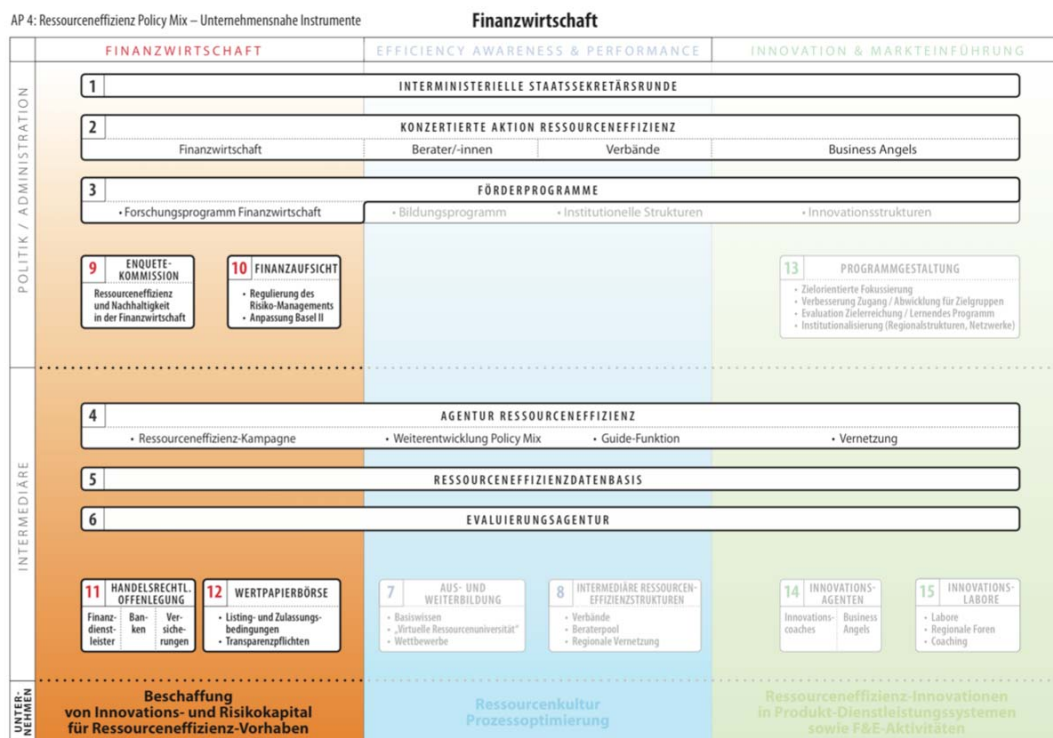 AP 4: Ressourceneffizienz Policy Mix – Unternehmensnahe Instrumente
Finanzwirtschaft
FINANZWIRTSCHAFT
EFFICIENCY AWARENESS & PERFORMANCE
INNOVATION & MARKTEINFÜHRUNG
POLITIK / ADMINISTRATION
1 INTERMINISTERIELLE STAATSSEKRETÄRSRUNDE
2 KONZERTIERTE AKTION RESSOURCENEFFIZIENZ
Finanzwirtschaft Berater/-innen Verbände Business Angels
3 FÖRDERPROGRAMME
• Forschungsprogramm Finanzwirtschaft • Bildungsprogramm • Institutionelle Strukturen • Innovationsstrukturen
9 ENQUETE-
KOMMISSION
Ressourceneffizienz
und Nachhaltigkeit
in der Finanzwirtschaft
10 FINANZAUFSICHT
• Regulierung des
Risiko-Managements
• Anpassung Basel II
13 PROGRAMMGESTALTUNG
• Zielorientierte Fokussierung
• Verbesserung Zugang / Abwicklung für Zielgruppen
• Evaluation Zielerreichung / Lernendes Programm
• Institutionalisierung (Regionalstrukturen, Netzwerke)
INTERMEDIÄRE
4 AGENTUR RESSOURCENEFFIZIENZ
• Ressourceneffizienz-Kampagne • Weiterentwicklung Policy Mix • Guide-Funktion • Vernetzung
5 RESSOURCENEFFIZIENZDATENBASIS
6 EVALUIERUNGSAGENTUR
11 HANDELSRECHTL.
OFFENLEGUNG
Finanz-
dienst-
leister
Ban-
ken
Ver-
siche-
rungen
12 WERTPAPIERBÖRSE
• Listing- und Zulassungs-
bedingungen
• Transparenzpflichten
7 AUS- UND
WEITERBILDUNG
• Basiswissen
• „Virtuelle Ressourcenuniversität“
• Wettbewerbe
8 INTERMEDIÄRE RESSOURCEN-
EFFIZIENZSTRUKTUREN
• Verbände
• Beraterpool
• Regionale Vernetzung
14 INNOVATIONS-
AGENTEN
Innovations-
coaches
Business
Angels
15 INNOVATIONS-
LABORE
• Labore
• Regionale Foren
• Coaching
UNTER-
NEHMEN
Beschaffung
von Innovations- und Risikokapital
für Ressourceneffizienz-Vorhaben
Ressourcenkultur
Prozessoptimierung
Ressourceneffizienz-Innovationen
in Produkt-Dienstleistungssystemen
sowie F&E-Aktivitäten